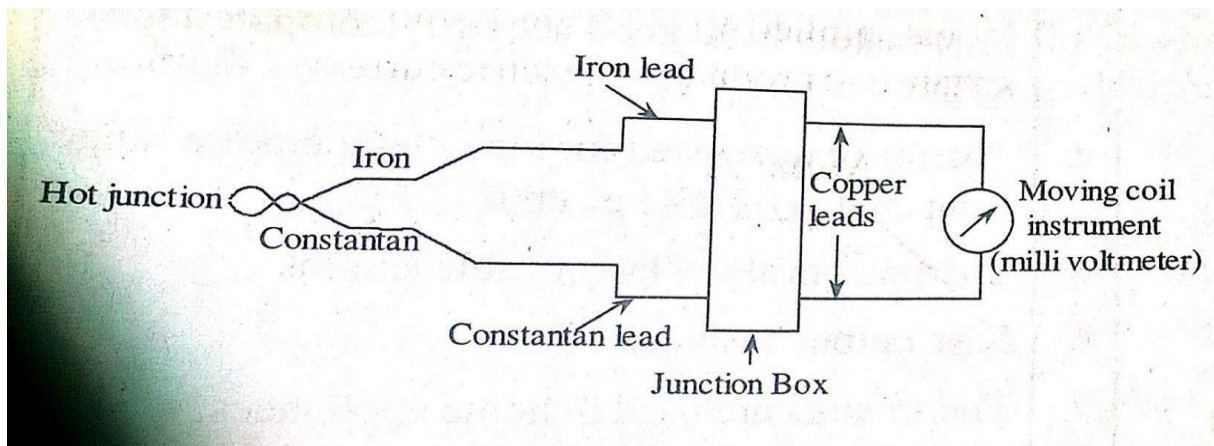 Iron lead
Iron
Hot junction
Constantan
Copper
leads
Moving coil
instrument
(milli voltmeter)
Constantan lead
Junction Box